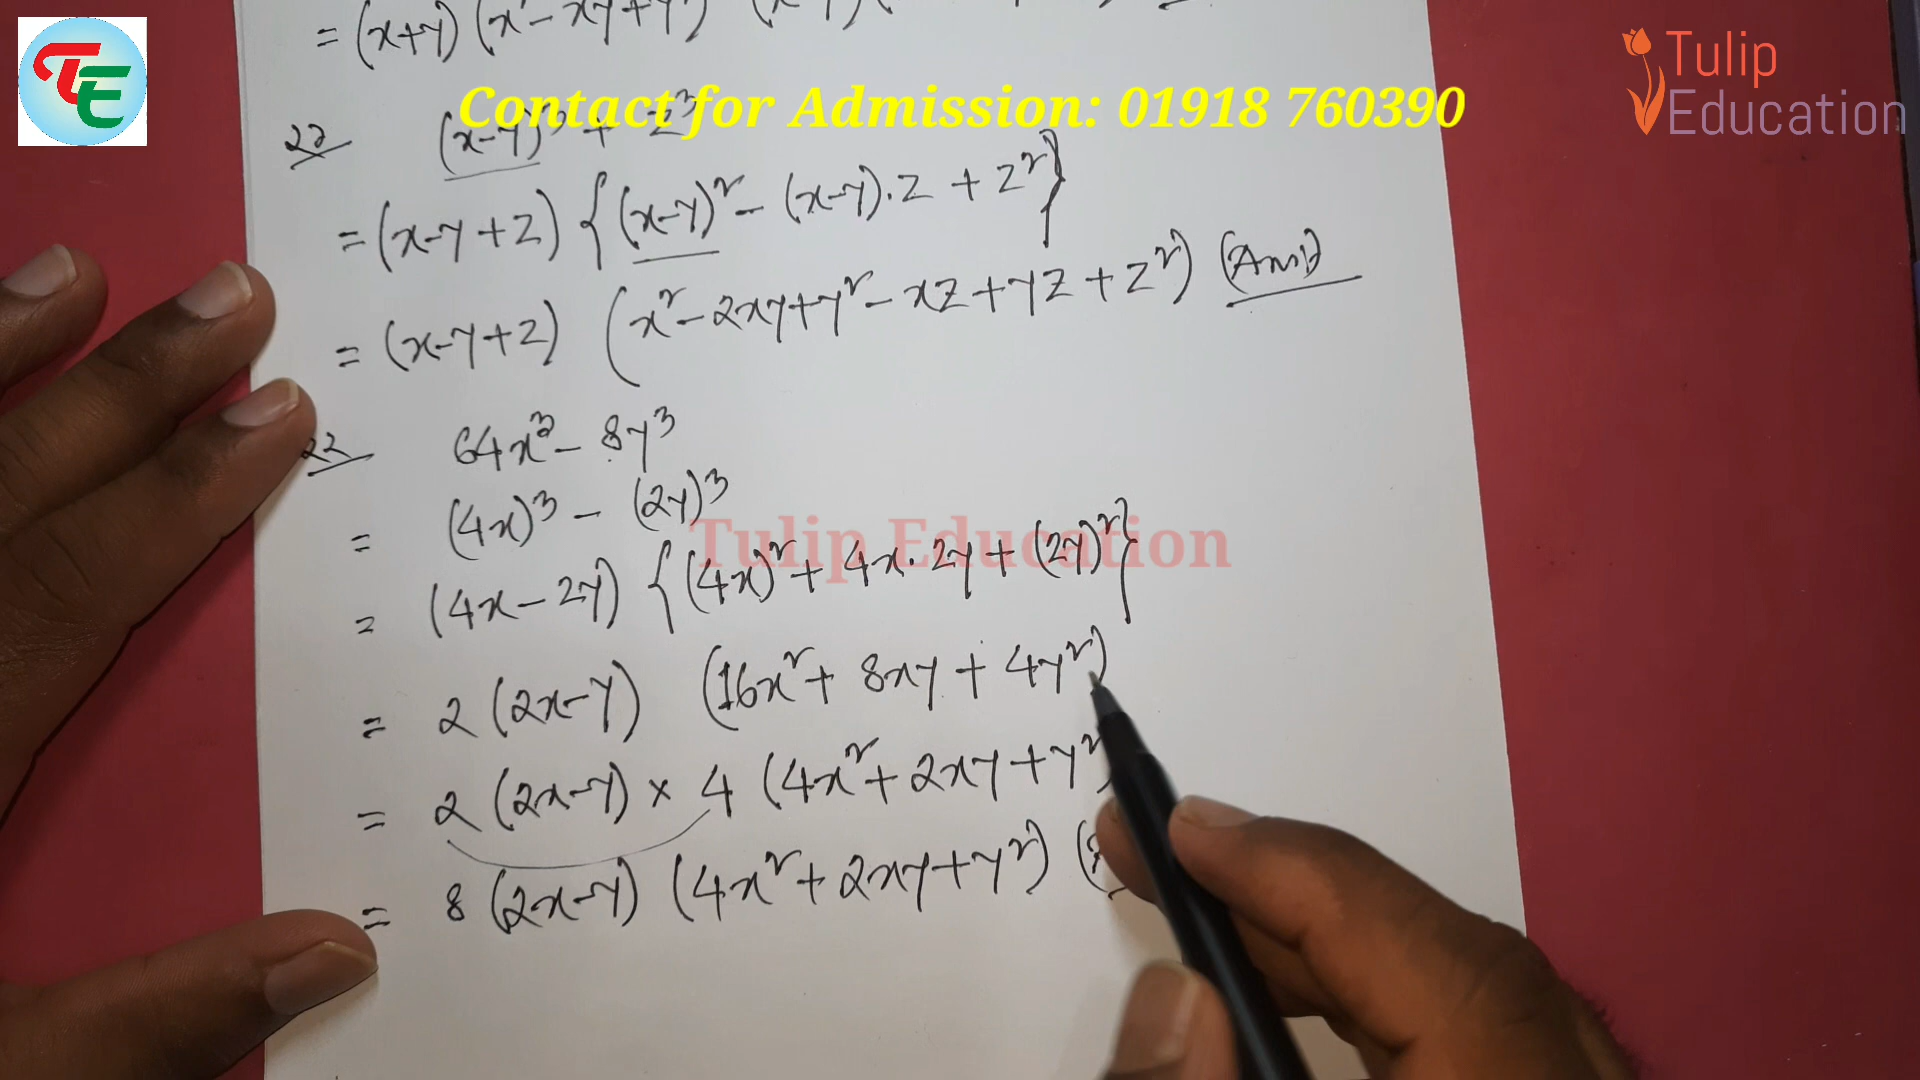 = (x+y) (x² - xy + y²) (x-y)
TE
Contact for Admission: 01918 760390
Tulip
Education
22 (x-y)³ + z³
= (x-y+z) {(x-y)² - (x-y).z + z²}
= (x-y+z) (x² - 2xy + y² - xz + yz + z²) (Ans)
22 64x³ - 8y³
= (4x)³ - (2y)³
Tulip Education
= (4x - 2y) {(4x)² + 4x.2y + (2y)²}
= 2 (2x-y) (16x² + 8xy + 4y²)
= 2 (2x-y) × 4 (4x² + 2xy + y²)
= 8 (2x-y) (4x² + 2xy + y²)